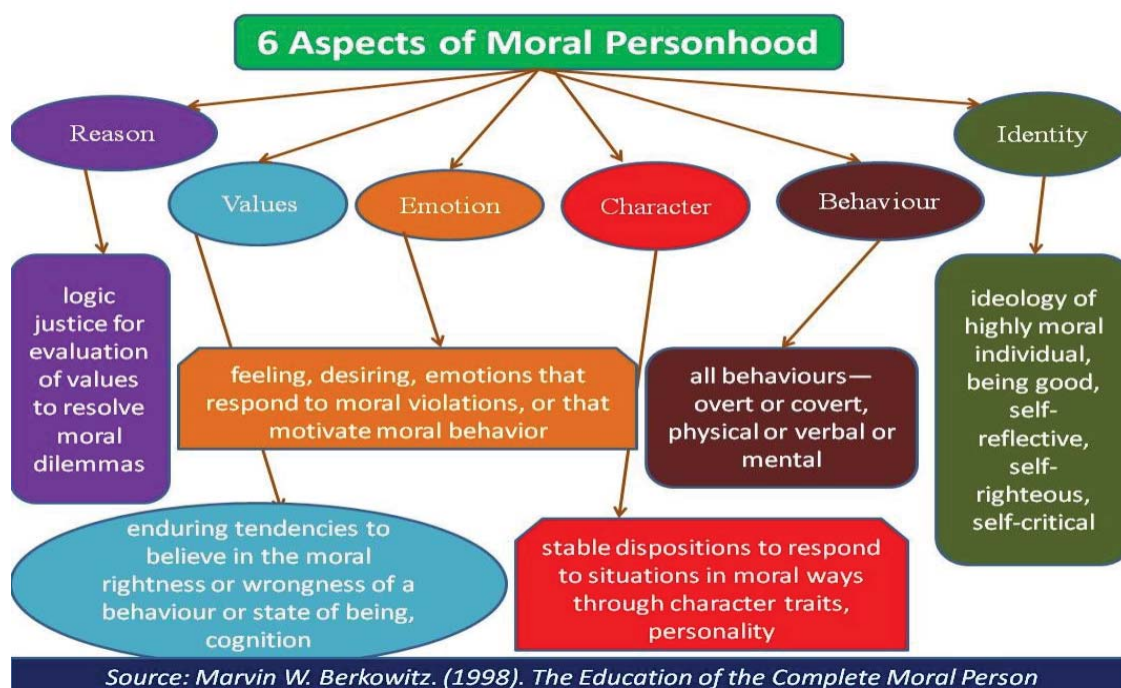 6 Aspects of Moral Personhood
Reason
Identity
Values
Emotion
Character
Behaviour
logic
justice for
evaluation
of values
to resolve
moral
dilemmas
feeling, desiring, emotions that
respond to moral violations, or that
motivate moral behavior
all behaviours—
overt or covert,
physical or verbal or
mental
ideology of
highly moral
individual,
being good,
self-
reflective,
self-
righteous,
self-critical
enduring tendencies to
believe in the moral
rightness or wrongness of a
behaviour or state of being,
cognition
stable dispositions to respond
to situations in moral ways
through character traits,
personality
Source: Marvin W. Berkowitz. (1998). The Education of the Complete Moral Person